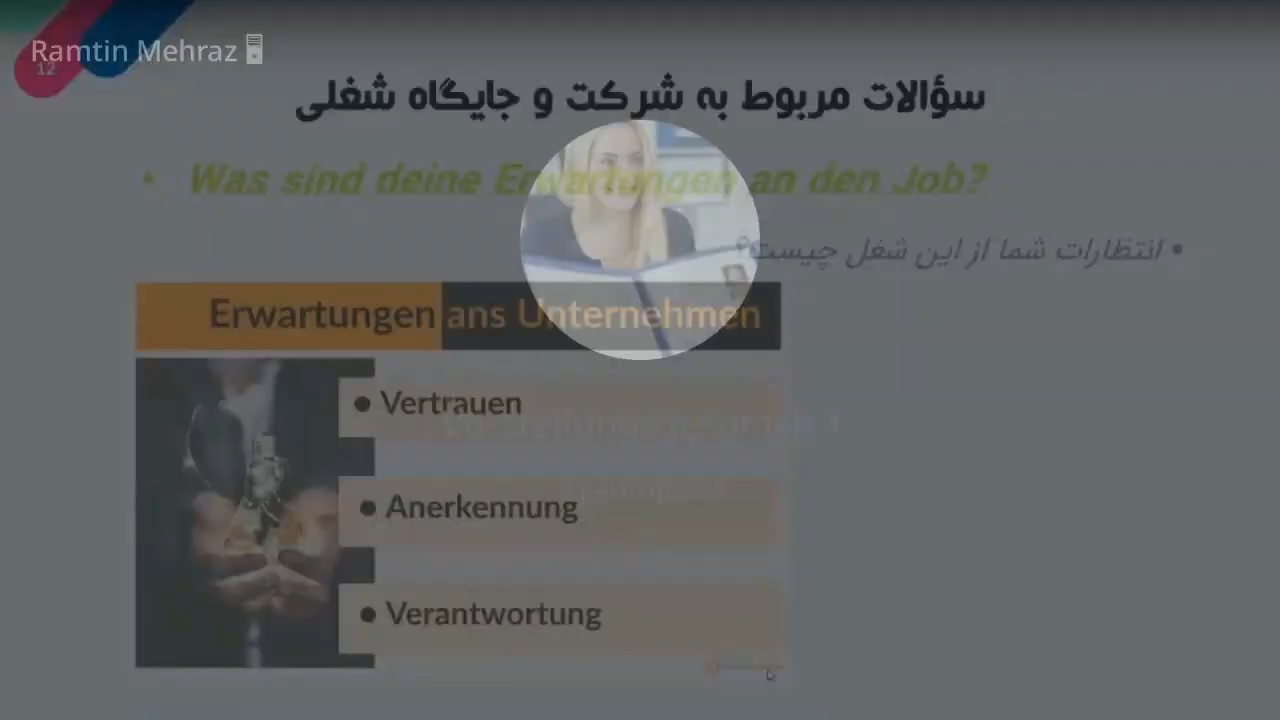 Ramtin Mehraz
12
سؤالات مربوط به شرکت و جایگاه شغلی
• Was sind deine Erwartungen an den Job?
• انتظارات شما از این شغل چیست؟
Erwartungen ans Unternehmen
• Vertrauen
• Anerkennung
• Verantwortung